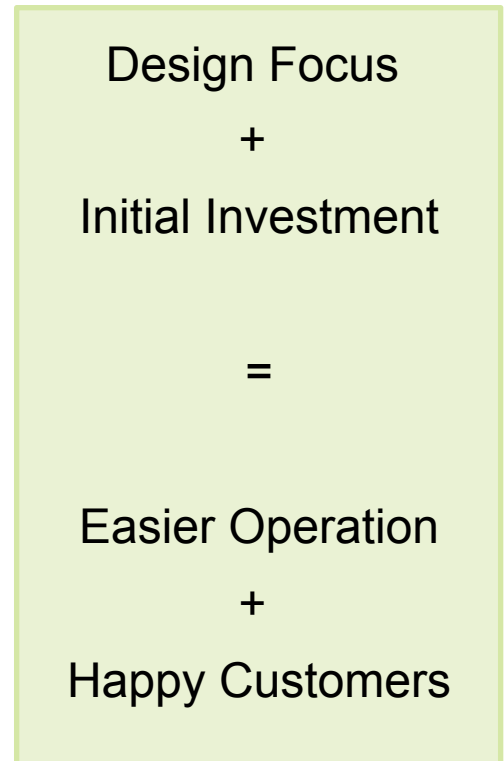 Design Focus
+
Initial Investment
=
Easier Operation
+
Happy Customers